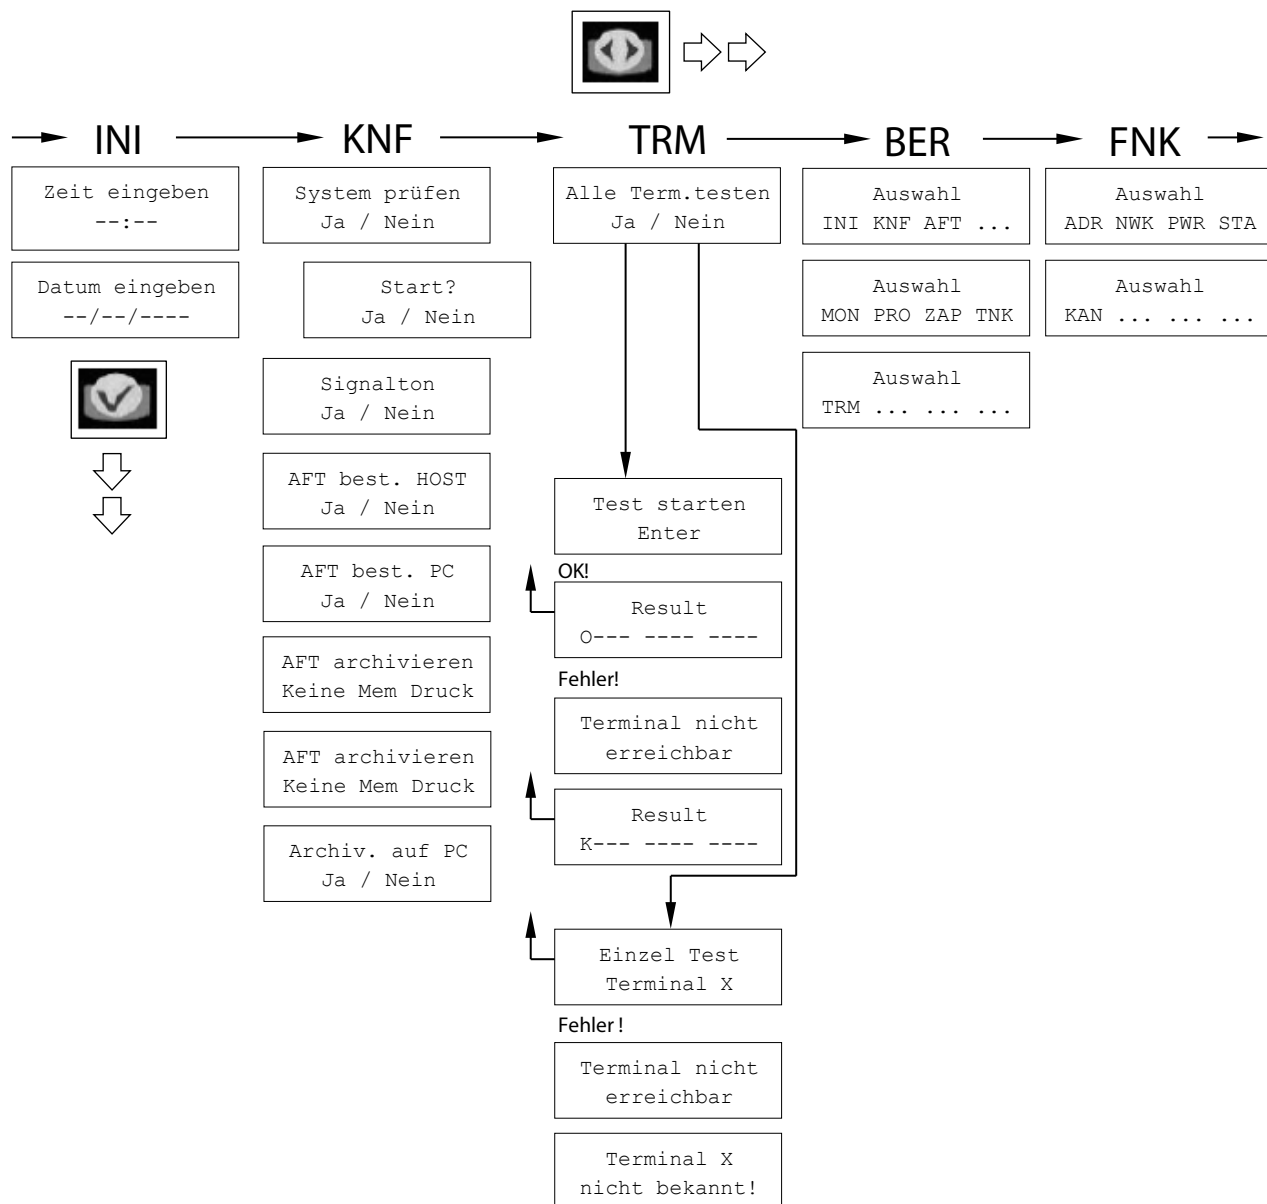 INI
KNF
TRM
BER
FNK
Zeit eingeben
--:--
Datum eingeben
--/--/----
System prüfen
Ja / Nein
Start?
Ja / Nein
Signalton
Ja / Nein
AFT best. HOST
Ja / Nein
AFT best. PC
Ja / Nein
AFT archivieren
Keine Mem Druck
AFT archivieren
Keine Mem Druck
Archiv. auf PC
Ja / Nein
Alle Term.testen
Ja / Nein
Test starten
Enter
OK!
Result
O--- ---- ----
Fehler!
Terminal nicht
erreichbar
Result
K--- ---- ----
Einzel Test
Terminal X
Fehler !
Terminal nicht
erreichbar
Terminal X
nicht bekannt!
Auswahl
INI KNF AFT ...
Auswahl
MON PRO ZAP TNK
Auswahl
TRM ... ... ...
Auswahl
ADR NWK PWR STA
Auswahl
KAN ... ... ...